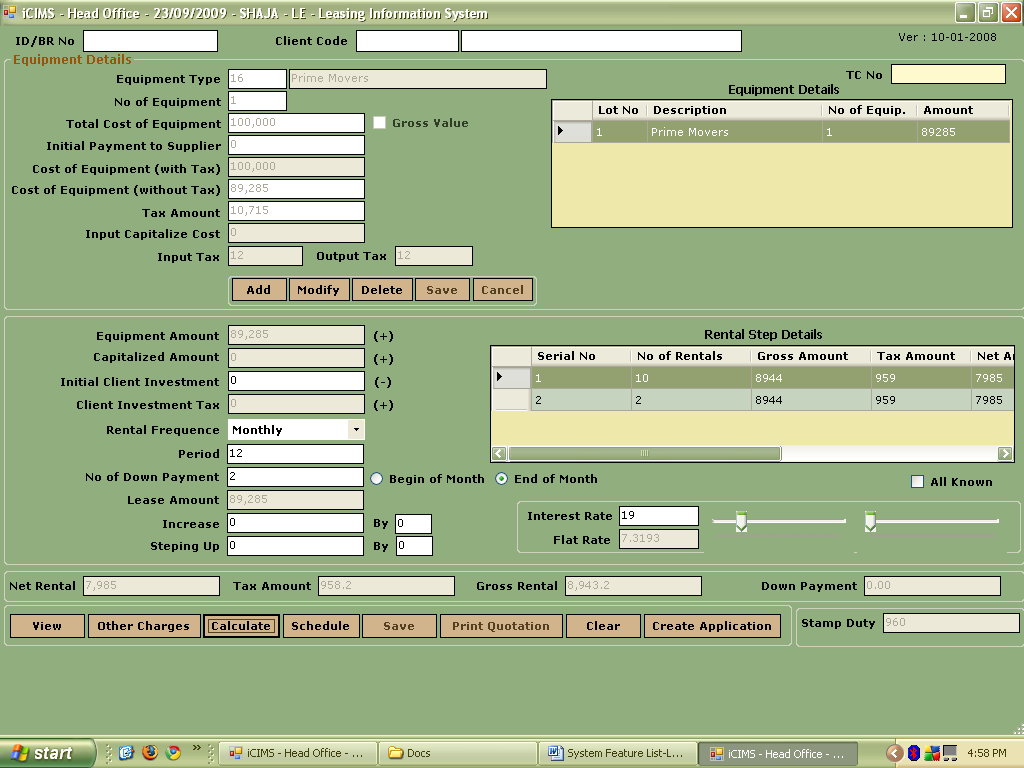 iCIMS - Head Office - 23/09/2009 - SHAJA - LE - Leasing Information System
ID/BR No Client Code Ver : 10-01-2008
Equipment Details
TC No
Equipment Type 16 Prime Movers
Equipment Details
No of Equipment 1
Lot No Description No of Equip. Amount
Total Cost of Equipment 100,000 Gross Value
1 Prime Movers 1 89285
Initial Payment to Supplier 0
Cost of Equipment (with Tax) 100,000
Cost of Equipment (without Tax) 89,285
Tax Amount 10,715
Input Capitalize Cost 0
Input Tax 12 Output Tax 12
Add Modify Delete Save Cancel
Equipment Amount 89,285 (+)
Rental Step Details
Capitalized Amount 0 (+)
Serial No No of Rentals Gross Amount Tax Amount Net A
Initial Client Investment 0 (-)
1 10 8944 959 7985
Client Investment Tax 0 (+)
2 2 8944 959 7985
Rental Frequence Monthly
Period 12
No of Down Payment 2 Begin of Month End of Month
All Known
Lease Amount 89,285
Increase 0 By 0
Interest Rate 19
Steping Up 0 By 0
Flat Rate 7.3193
Net Rental 7,985 Tax Amount 958.2 Gross Rental 8,943.2 Down Payment 0.00
View Other Charges Calculate Schedule Save Print Quotation Clear Create Application
Stamp Duty 960
start iCIMS - Head Office - ... Docs System Feature List-L... iCIMS - Head Office - ... 4:58 PM